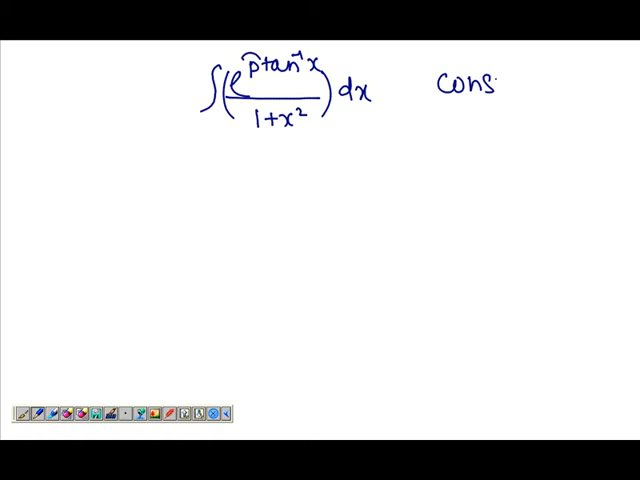 ∫(e^(p tan⁻¹x)/(1+x²)) dx cons